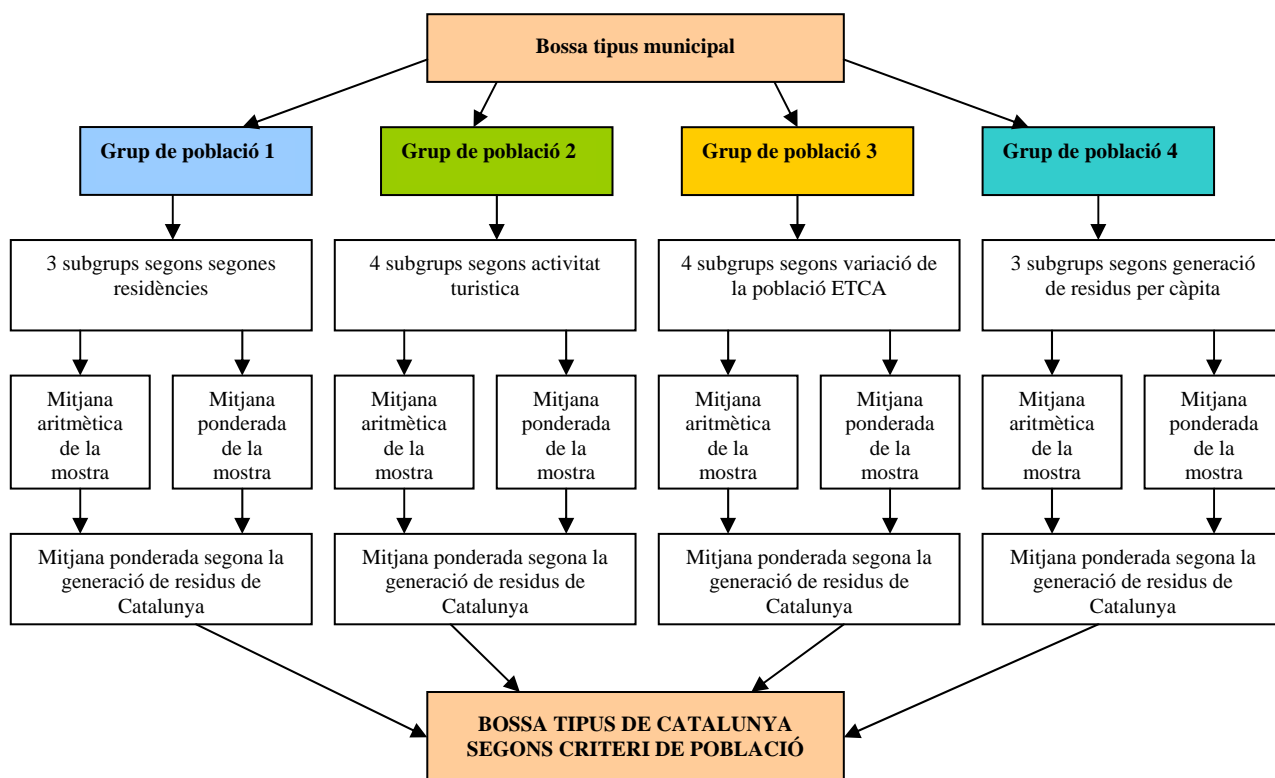 Bossa tipus municipal
Grup de població 1
Grup de població 2
Grup de població 3
Grup de població 4
3 subgrups segons segones
residències
4 subgrups segons activitat
turistica
4 subgrups segons variació de
la població ETCA
3 subgrups segons generació
de residus per càpita
Mitjana
aritmètica
de la
mostra
Mitjana
ponderada
de la
mostra
Mitjana
aritmètica
de la
mostra
Mitjana
ponderada
de la
mostra
Mitjana
aritmètica
de la
mostra
Mitjana
ponderada
de la
mostra
Mitjana
aritmètica
de la
mostra
Mitjana
ponderada
de la
mostra
Mitjana ponderada segona la
generació de residus de
Catalunya
Mitjana ponderada segona la
generació de residus de
Catalunya
Mitjana ponderada segona la
generació de residus de
Catalunya
Mitjana ponderada segona la
generació de residus de
Catalunya
BOSSA TIPUS DE CATALUNYA
SEGONS CRITERI DE POBLACIÓ